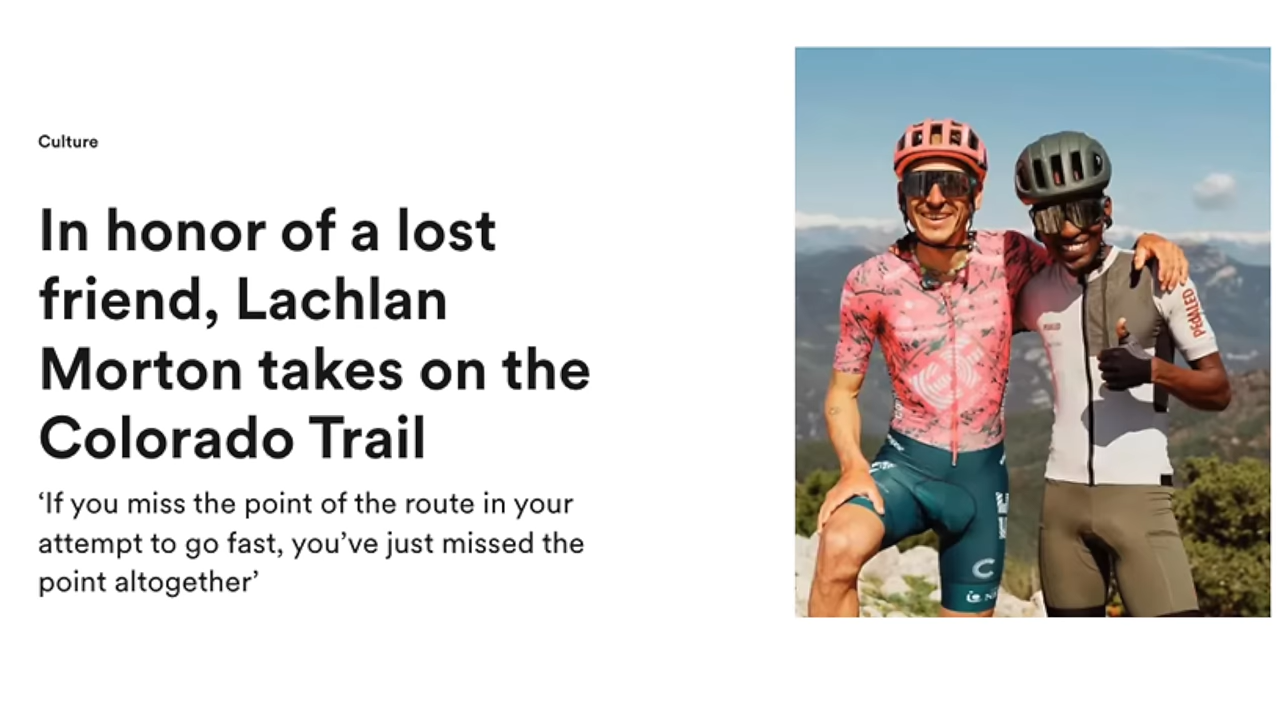 Culture
In honor of a lost
friend, Lachlan
Morton takes on the
Colorado Trail
‘If you miss the point of the route in your
attempt to go fast, you’ve just missed the
point altogether’
PEdALED